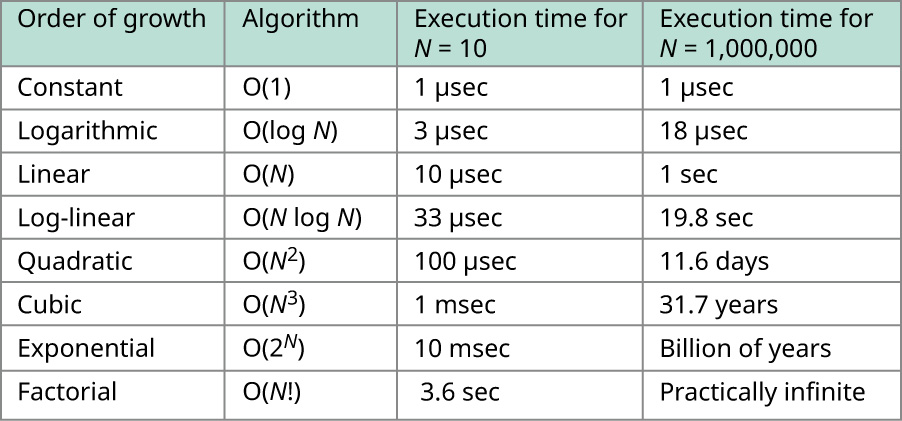 Order of growth Algorithm Execution time for Execution time for
N = 10 N = 1,000,000
Constant O(1) 1 μsec 1 μsec
Logarithmic O(log N) 3 μsec 18 μsec
Linear O(N) 10 μsec 1 sec
Log-linear O(N log N) 33 μsec 19.8 sec
Quadratic O(N²) 100 μsec 11.6 days
Cubic O(N³) 1 msec 31.7 years
Exponential O(2ᴺ) 10 msec Billion of years
Factorial O(N!) 3.6 sec Practically infinite